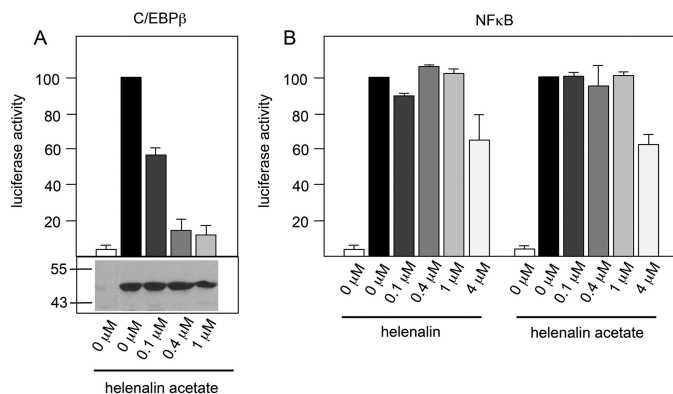 C/EBPβ
A
luciferase activity
100
80
60
40
20
55
43
0 μM
0 μM
0.1 μM
0.4 μM
1 μM
helenalin acetate
NFκB
B
luciferase activity
100
80
60
40
20
0 μM
0 μM
0.1 μM
0.4 μM
1 μM
4 μM
helenalin
0 μM
0 μM
0.1 μM
0.4 μM
1 μM
4 μM
helenalin acetate